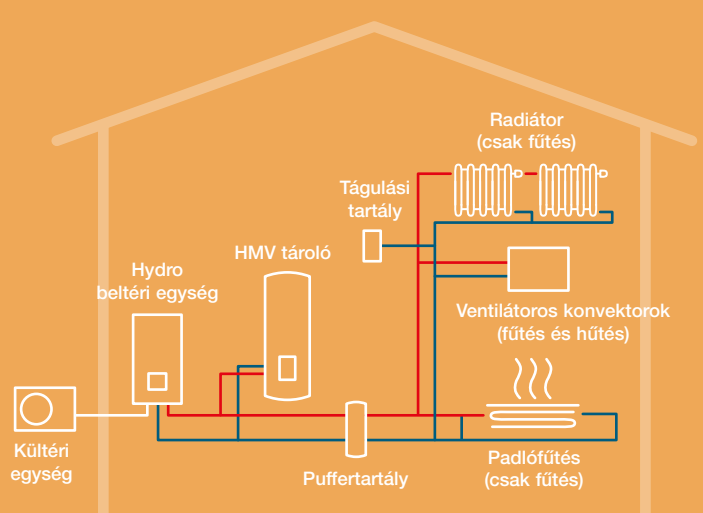 Radiátor
(csak fűtés)
Tágulási
tartály
HMV tároló
Hydro
beltéri egység
Ventilátoros konvektorok
(fűtés és hűtés)
Kültéri
egység
Puffertartály
Padlófűtés
(csak fűtés)